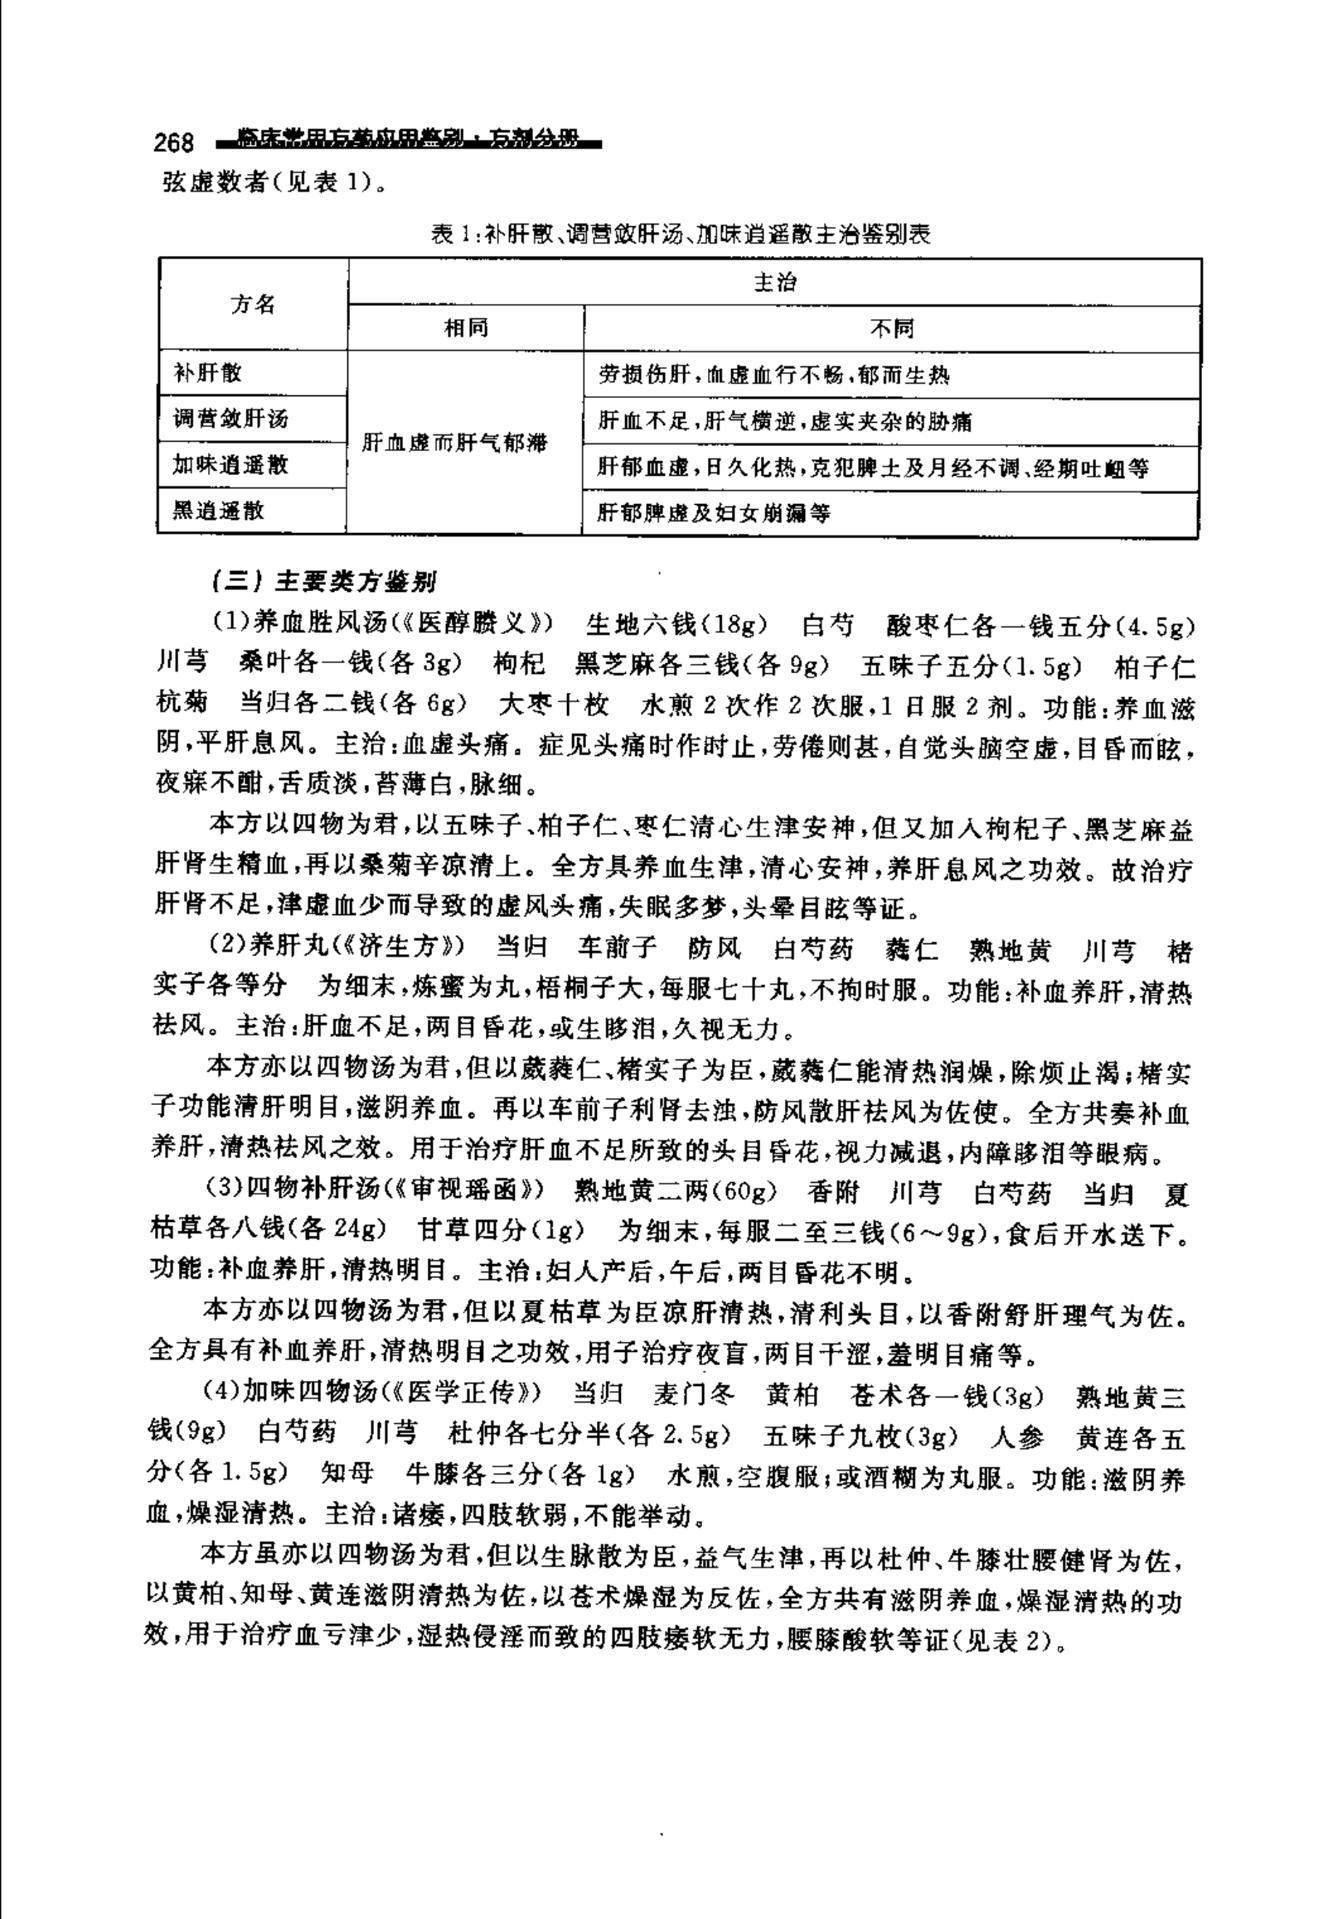 268 临床常用方药应用鉴别·方剂分册
弦虚数者(见表 1)。
表 1:补肝散、调营敛肝汤、加味逍遥散主治鉴别表
方名
主治
相同
不同
补肝散
肝血虚而肝气郁滞
劳损伤肝,血虚血行不畅,郁而生热
调营敛肝汤
肝血不足,肝气横逆,虚实夹杂的胁痛
加味逍遥散
肝郁血虚,日久化热,克犯脾土及月经不调、经期吐衄等
黑逍遥散
肝郁脾虚及妇女崩漏等
(三) 主要类方鉴别
(1)养血胜风汤(《医醇賸义》) 生地六钱(18g) 白芍 酸枣仁各一钱五分(4.5g)
川芎 桑叶各一钱(各 3g) 枸杞 黑芝麻各三钱(各 9g) 五味子五分(1.5g) 柏子仁
杭菊 当归各二钱(各 6g) 大枣十枚 水煎 2 次作 2 次服,1 日服 2 剂。功能:养血滋
阴,平肝息风。主治:血虚头痛。症见头痛时作时止,劳倦则甚,自觉头脑空虚,目昏而眩,
夜寐不酣,舌质淡,苔薄白,脉细。
本方以四物为君,以五味子、柏子仁、枣仁清心生津安神,但又加入枸杞子、黑芝麻益
肝肾生精血,再以桑菊辛凉清上。全方具养血生津,清心安神,养肝息风之功效。故治疗
肝肾不足,津虚血少而导致的虚风头痛,失眠多梦,头晕目眩等证。
(2)养肝丸(《济生方》) 当归 车前子 防风 白芍药 蕤仁 熟地黄 川芎 楮
实子各等分 为细末,炼蜜为丸,梧桐子大,每服七十丸,不拘时服。功能:补血养肝,清热
祛风。主治:肝血不足,两目昏花,或生眵泪,久视无力。
本方亦以四物汤为君,但以葳蕤仁、楮实子为臣,葳蕤仁能清热润燥,除烦止渴;楮实
子功能清肝明目,滋阴养血。再以车前子利肾去浊,防风散肝祛风为佐使。全方共奏补血
养肝,清热祛风之效。用于治疗肝血不足所致的头目昏花,视力减退,内障眵泪等眼病。
(3)四物补肝汤(《审视瑶函》) 熟地黄二两(60g) 香附 川芎 白芍药 当归 夏
枯草各八钱(各 24g) 甘草四分(1g) 为细末,每服二至三钱(6～9g),食后开水送下。
功能:补血养肝,清热明目。主治:妇人产后,午后,两目昏花不明。
本方亦以四物汤为君,但以夏枯草为臣凉肝清热,清利头目,以香附舒肝理气为佐。
全方具有补血养肝,清热明目之功效,用于治疗夜盲,两目干涩,羞明目痛等。
(4)加味四物汤(《医学正传》) 当归 麦门冬 黄柏 苍术各一钱(3g) 熟地黄三
钱(9g) 白芍药 川芎 杜仲各七分半(各 2.5g) 五味子九枚(3g) 人参 黄连各五
分(各 1.5g) 知母 牛膝各三分(各 1g) 水煎,空腹服;或酒糊为丸服。功能:滋阴养
血,燥湿清热。主治:诸痿,四肢软弱,不能举动。
本方虽亦以四物汤为君,但以生脉散为臣,益气生津,再以杜仲、牛膝壮腰健肾为佐,
以黄柏、知母、黄连滋阴清热为佐,以苍术燥湿为反佐,全方共有滋阴养血,燥湿清热的功
效,用于治疗血亏津少,湿热侵淫而致的四肢痿软无力,腰膝酸软等证(见表 2)。